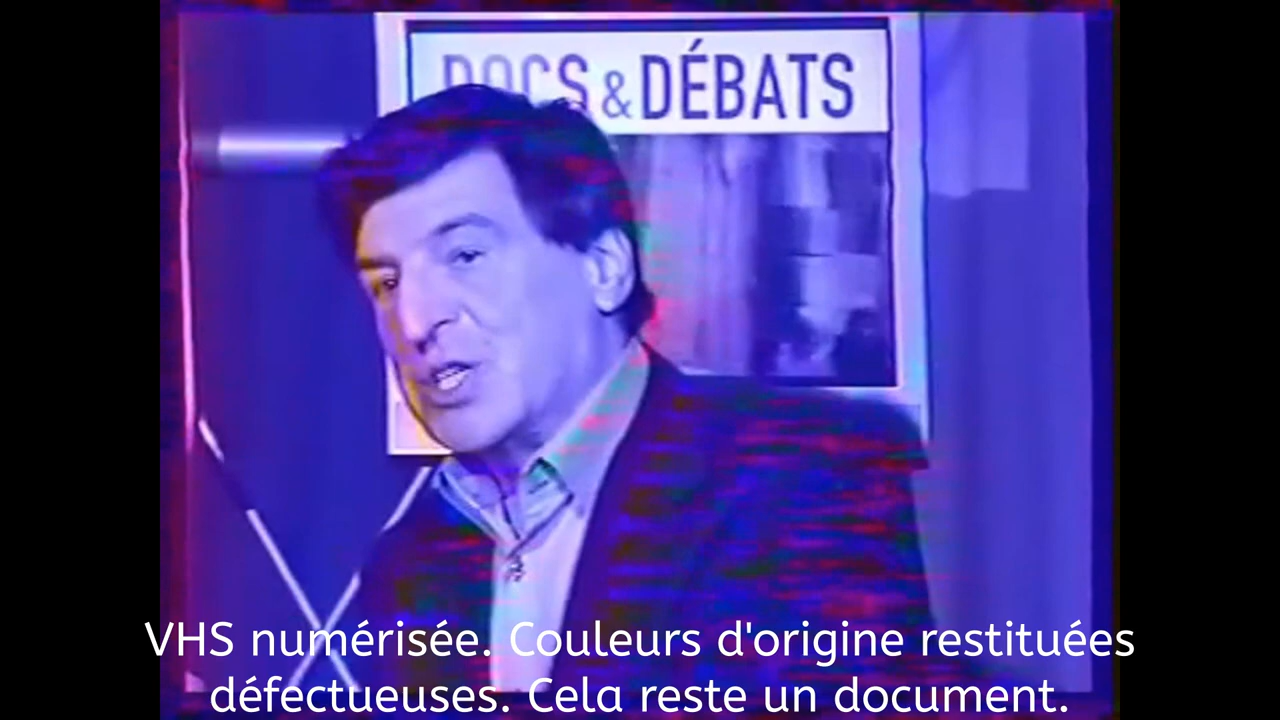 DOCS & DÉBATS
VHS numérisée. Couleurs d'origine restituées
défectueuses. Cela reste un document.